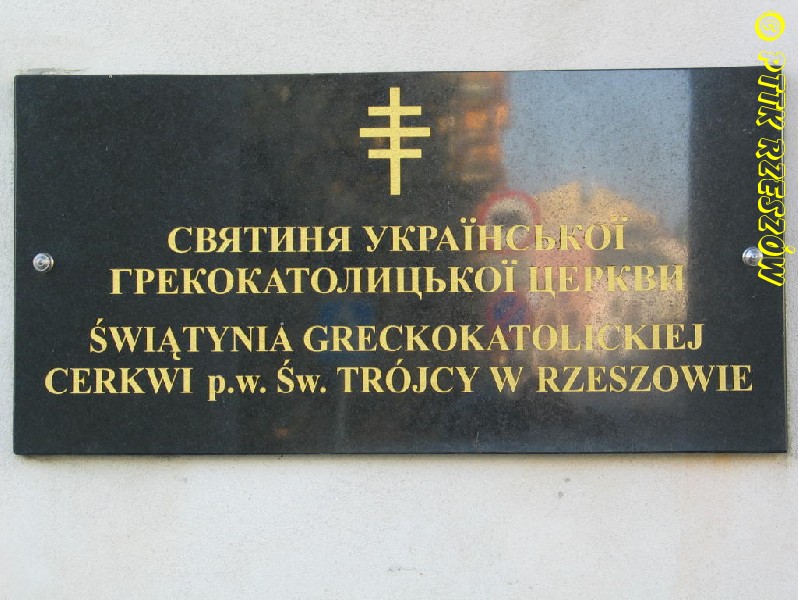 СВЯТИНЯ УКРАЇНСЬКОЇ
ГРЕКОКАТОЛИЦЬКОЇ ЦЕРКВИ
ŚWIĄTYNIA GRECKOKATOLICKIEJ
CERKWI p.w. Św. TRÓJCY W RZESZOWIE
© PTTK RZESZÓW